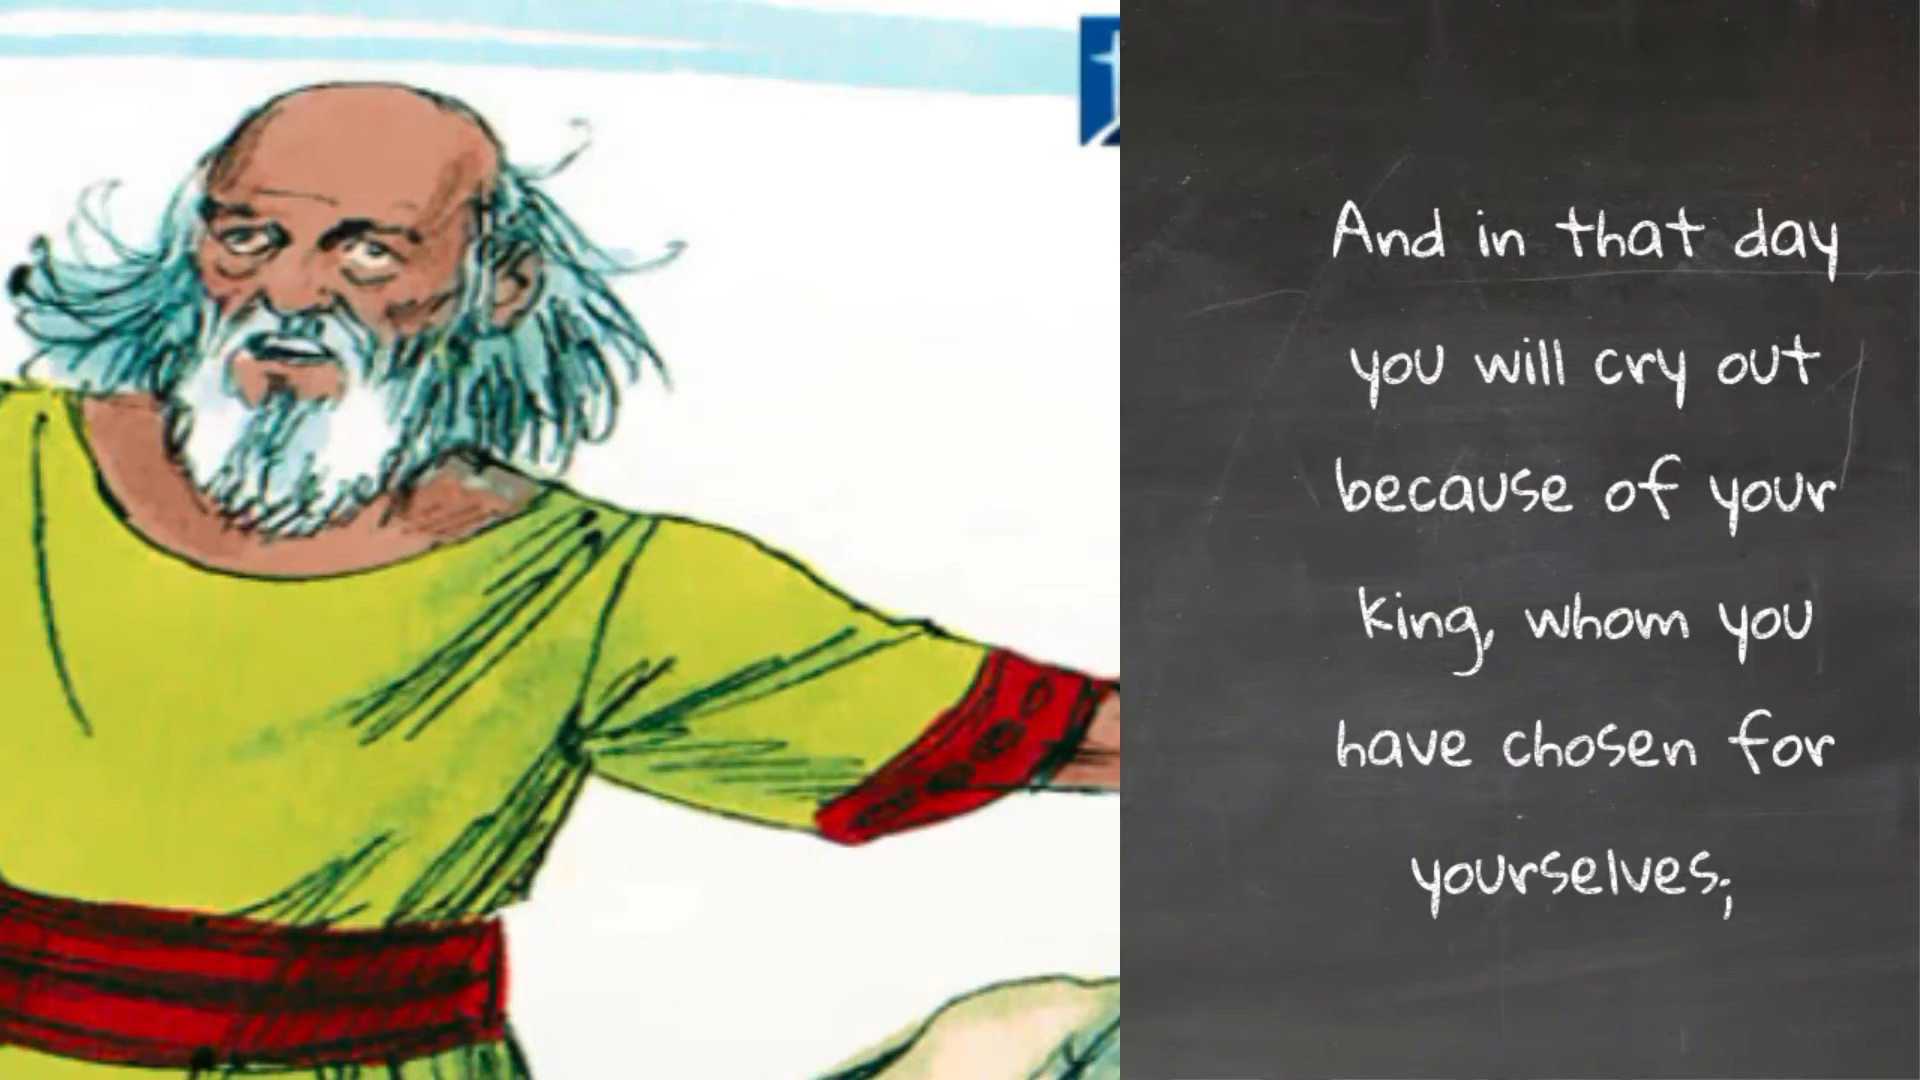 And in that day
you will cry out
because of your
king, whom you
have chosen for
yourselves;